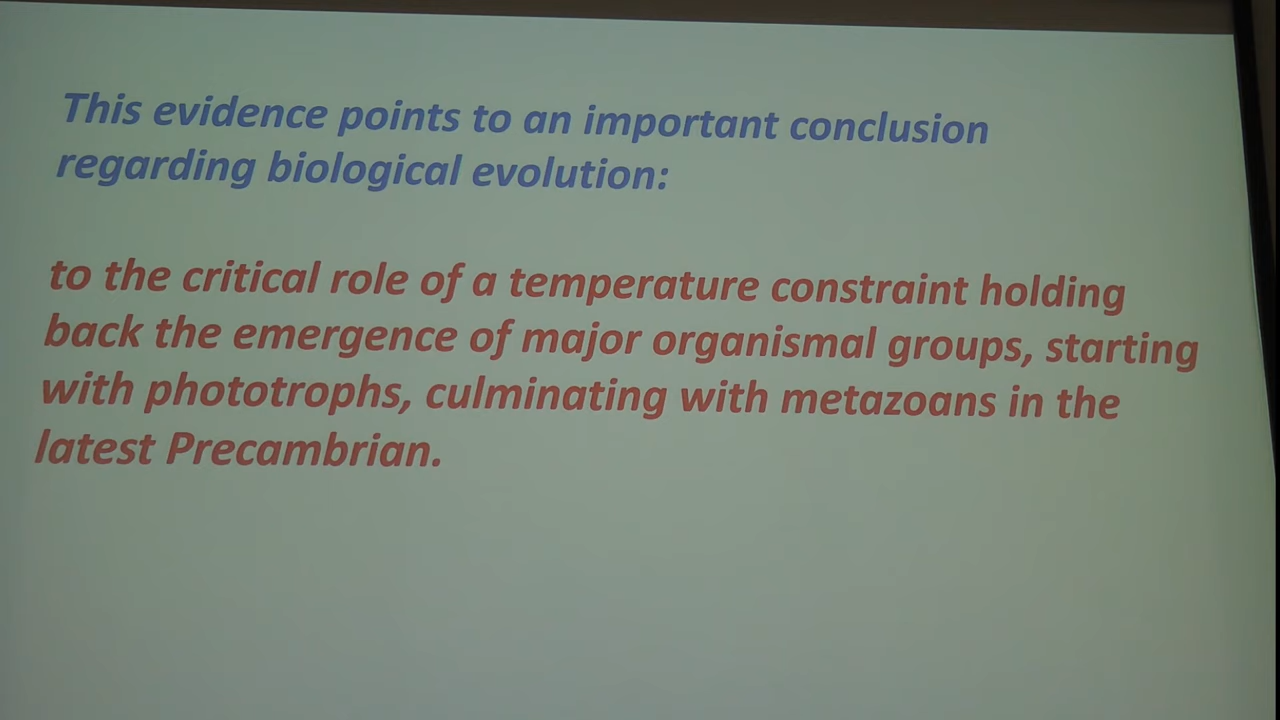 This evidence points to an important conclusion
regarding biological evolution:
to the critical role of a temperature constraint holding
back the emergence of major organismal groups, starting
with phototrophs, culminating with metazoans in the
latest Precambrian.